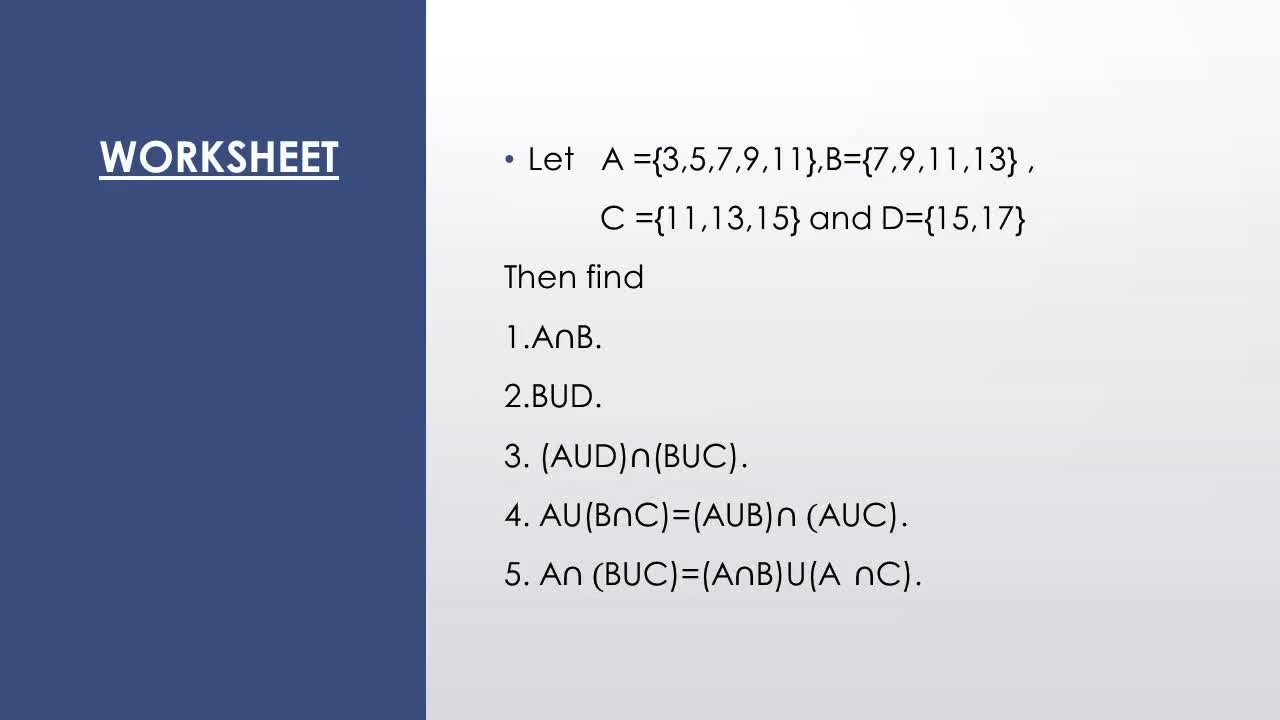 WORKSHEET
• Let A ={3,5,7,9,11},B={7,9,11,13} ,
C ={11,13,15} and D={15,17}
Then find
1.A∩B.
2.BUD.
3. (AUD)∩(BUC).
4. AU(B∩C)=(AUB)∩ (AUC).
5. A∩ (BUC)=(A∩B)U(A ∩C).